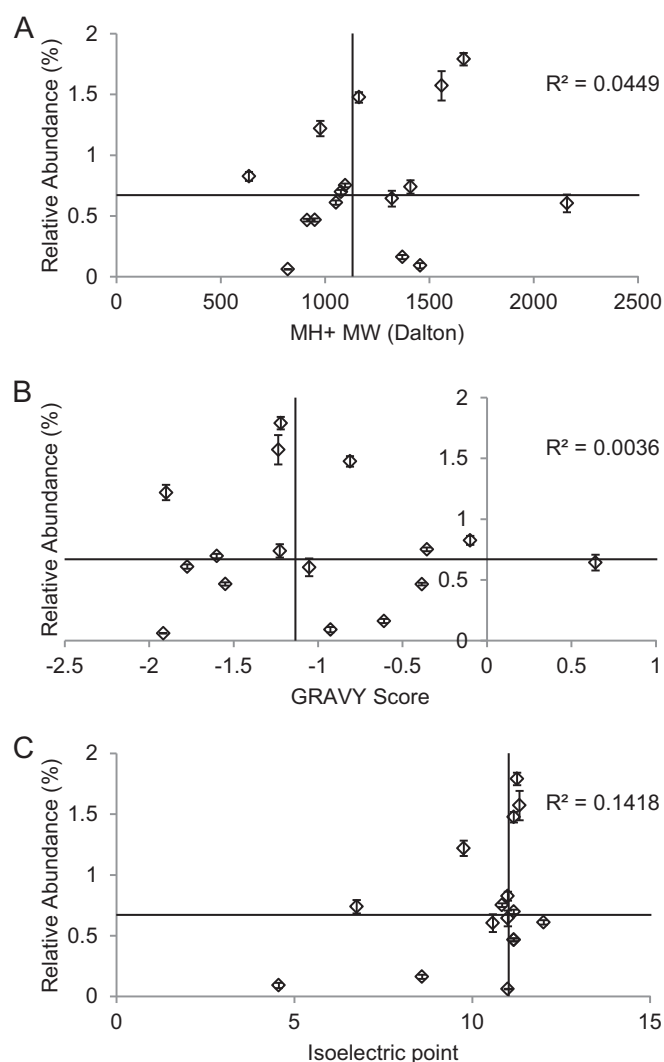 A
Relative Abundance (%)
2
1.5
1
0.5
0
R² = 0.0449
0 500 1000 1500 2000 2500
MH+ MW (Dalton)
B
Relative Abundance (%)
2
1.5
1
0.5
0
R² = 0.0036
-2.5 -2 -1.5 -1 -0.5 0 0.5 1
GRAVY Score
C
Relative Abundance (%)
2
1.5
1
0.5
0
R² = 0.1418
0 5 10 15
Isoelectric point